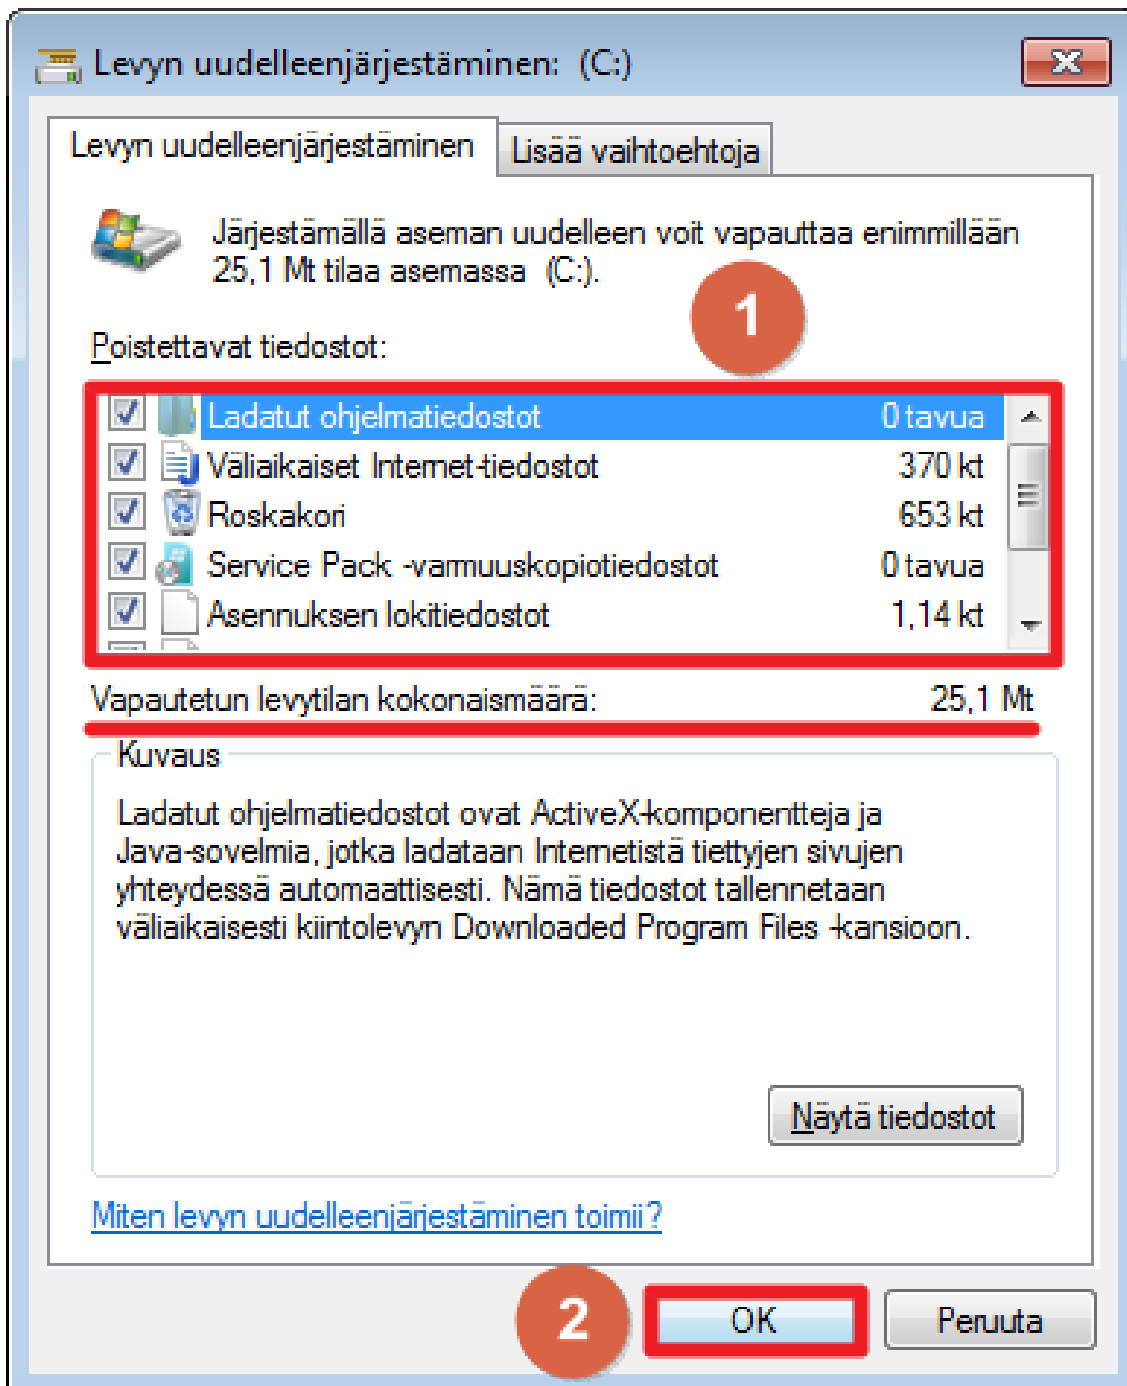 Levyn uudelleenjärjestäminen: (C:)
Levyn uudelleenjärjestäminen
Lisää vaihtoehtoja
Järjestämällä aseman uudelleen voit vapauttaa enimmillään
25,1 Mt tilaa asemassa (C:).
1
Poistettavat tiedostot:
Ladatut ohjelmatiedostot 0 tavua
Väliaikaiset Internet-tiedostot 370 kt
Roskakori 653 kt
Service Pack -varmuuskopiotiedostot 0 tavua
Asennuksen lokitiedostot 1,14 kt
Vapautetun levytilan kokonaismäärä: 25,1 Mt
Kuvaus
Ladatut ohjelmatiedostot ovat ActiveX-komponentteja ja
Java-sovelmia, jotka ladataan Internetistä tiettyjen sivujen
yhteydessä automaattisesti. Nämä tiedostot tallennetaan
väliaikaisesti kiintolevyn Downloaded Program Files -kansioon.
Näytä tiedostot
Miten levyn uudelleenjärjestäminen toimii?
2
OK
Peruuta